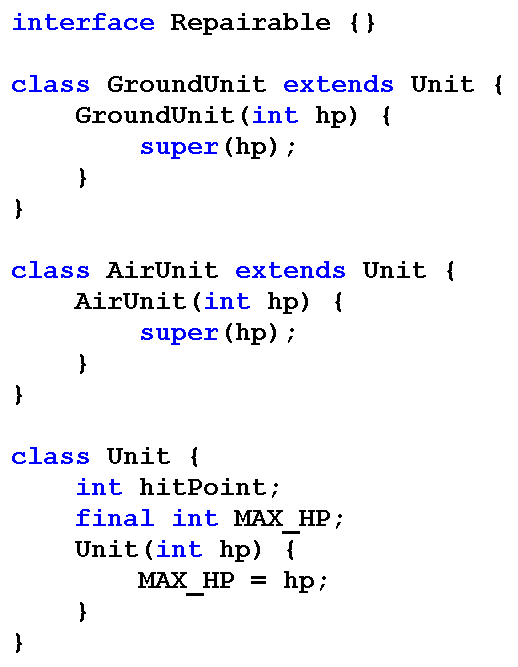 interface Repairable {}

class GroundUnit extends Unit {
    GroundUnit(int hp) {
        super(hp);
    }
}

class AirUnit extends Unit {
    AirUnit(int hp) {
        super(hp);
    }
}

class Unit {
    int hitPoint;
    final int MAX_HP;
    Unit(int hp) {
        MAX_HP = hp;
    }
}